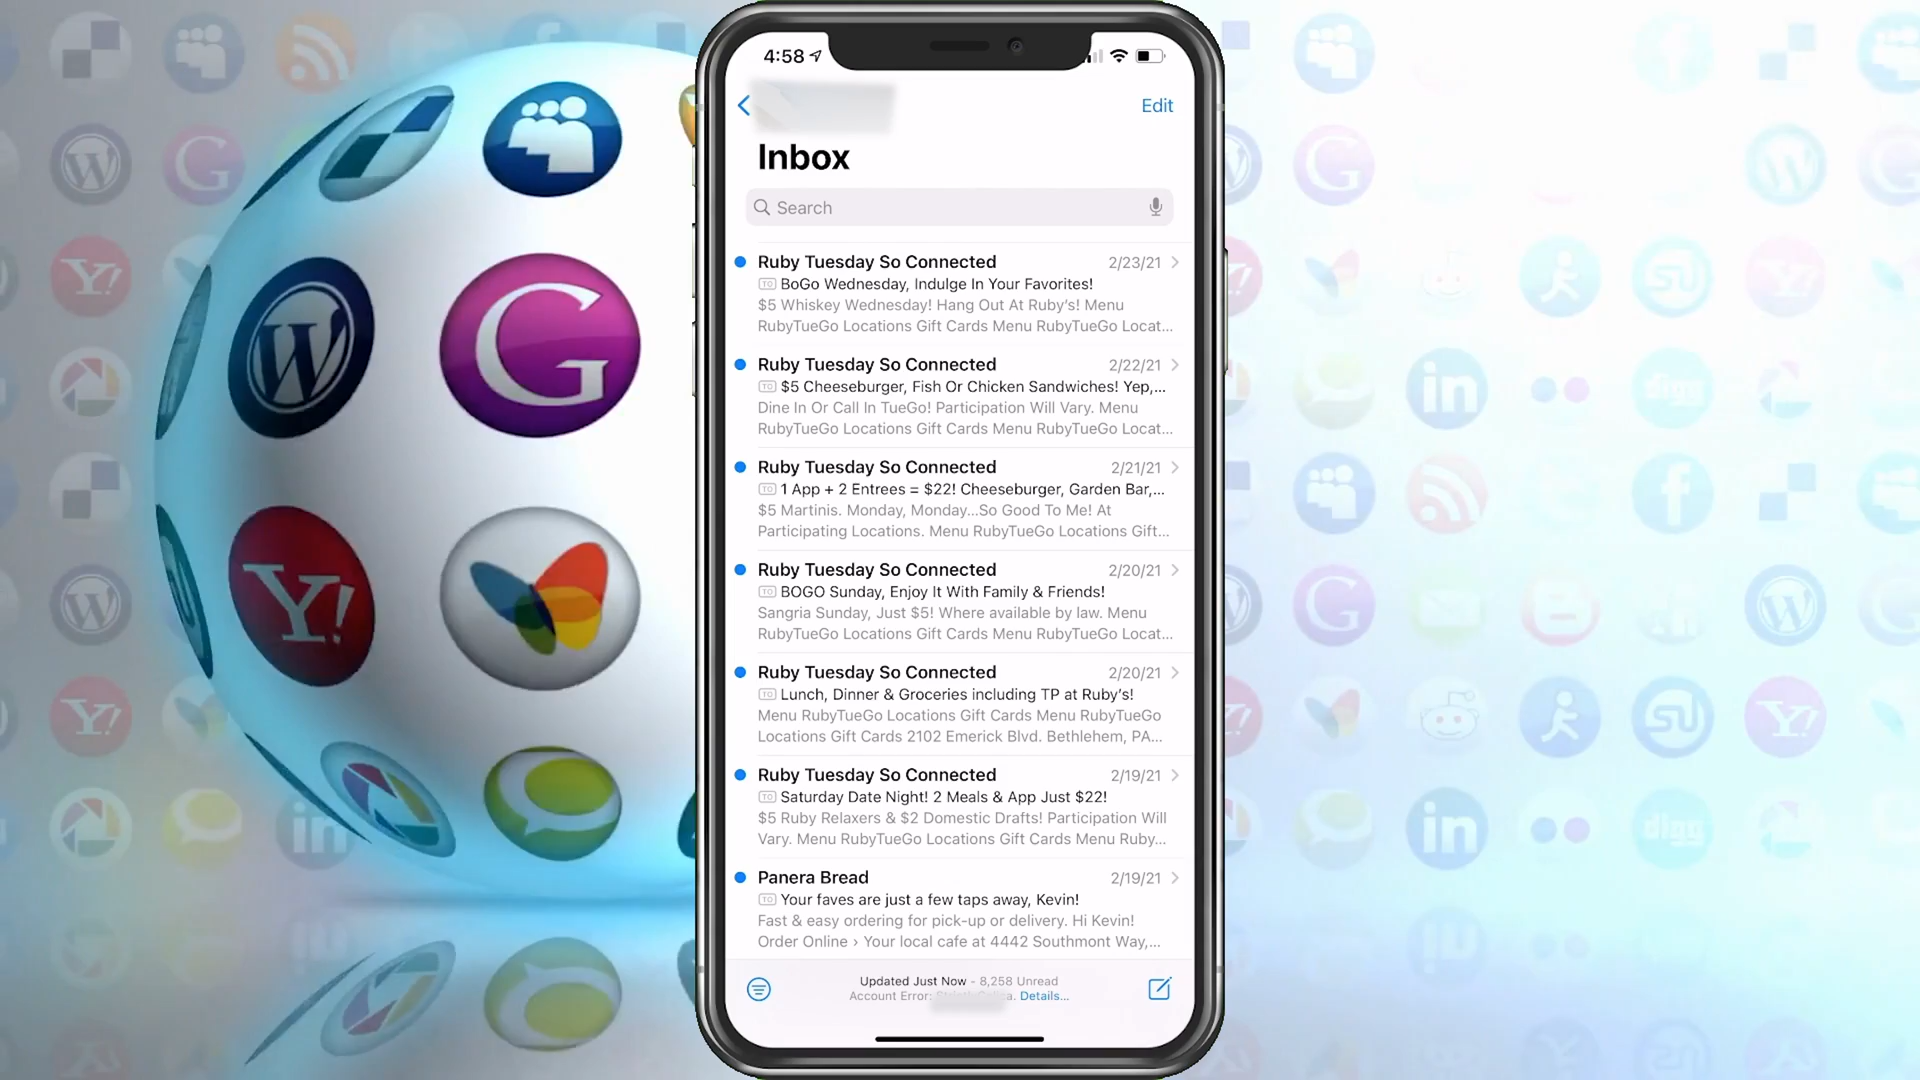 4:58
Edit
Inbox
Search
Ruby Tuesday So Connected 2/23/21
TO BoGo Wednesday, Indulge In Your Favorites!
$5 Whiskey Wednesday! Hang Out At Ruby's! Menu
RubyTueGo Locations Gift Cards Menu RubyTueGo Locat...
Ruby Tuesday So Connected 2/22/21
TO $5 Cheeseburger, Fish Or Chicken Sandwiches! Yep,...
Dine In Or Call In TueGo! Participation Will Vary. Menu
RubyTueGo Locations Gift Cards Menu RubyTueGo Locat...
Ruby Tuesday So Connected 2/21/21
TO 1 App + 2 Entrees = $22! Cheeseburger, Garden Bar,...
$5 Martinis. Monday, Monday...So Good To Me! At
Participating Locations. Menu RubyTueGo Locations Gift...
Ruby Tuesday So Connected 2/20/21
TO BOGO Sunday, Enjoy It With Family & Friends!
Sangria Sunday, Just $5! Where available by law. Menu
RubyTueGo Locations Gift Cards Menu RubyTueGo Locat...
Ruby Tuesday So Connected 2/20/21
TO Lunch, Dinner & Groceries including TP at Ruby's!
Menu RubyTueGo Locations Gift Cards Menu RubyTueGo
Locations Gift Cards 2102 Emerick Blvd. Bethlehem, PA...
Ruby Tuesday So Connected 2/19/21
TO Saturday Date Night! 2 Meals & App Just $22!
$5 Ruby Relaxers & $2 Domestic Drafts! Participation Will
Vary. Menu RubyTueGo Locations Gift Cards Menu Ruby...
Panera Bread 2/19/21
TO Your faves are just a few taps away, Kevin!
Fast & easy ordering for pick-up or delivery. Hi Kevin!
Order Online › Your local cafe at 4442 Southmont Way,...
Updated Just Now - 8,258 Unread
Account Error: Details...
W
G
Y!
in
digg